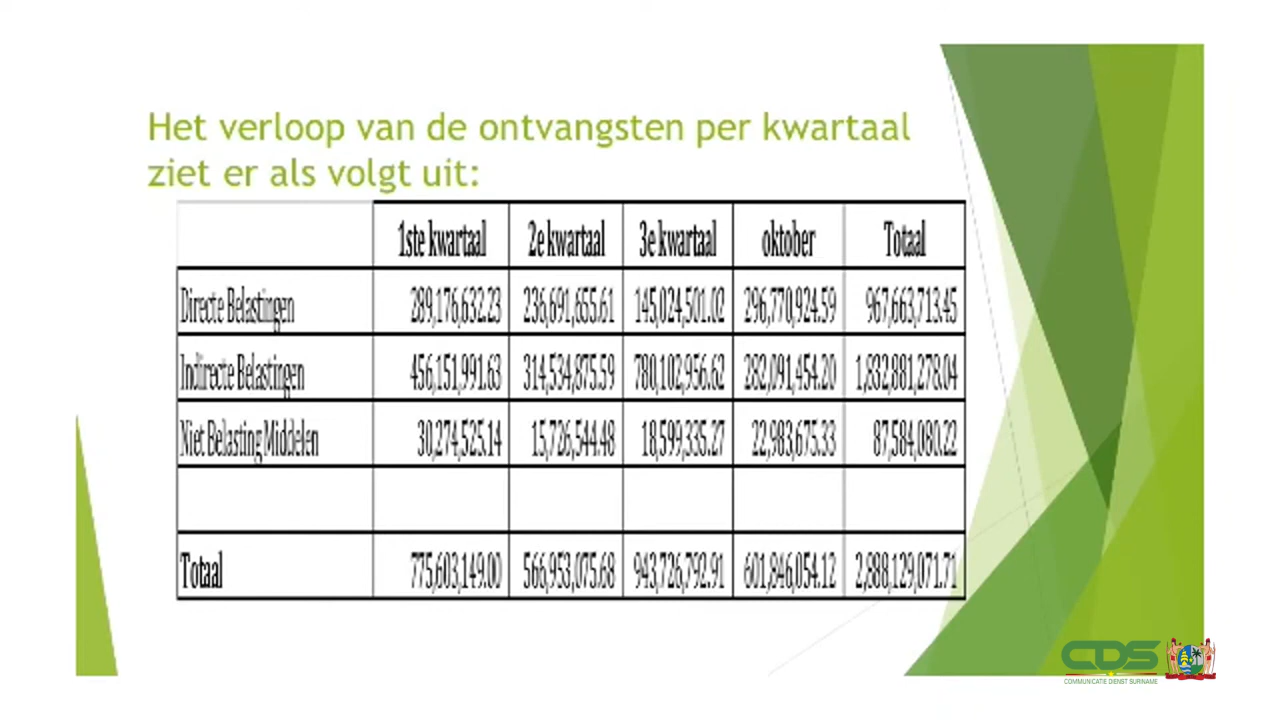 Het verloop van de ontvangsten per kwartaal
ziet er als volgt uit:
1ste kwartaal 2e kwartaal 3e kwartaal oktober Totaal
Directe Belastingen 289,176,632.23 236,691,655.61 145,024,501.02 296,770,924.59 967,663,713.45
Indirecte Belastingen 456,151,991.63 314,534,875.59 780,102,956.62 282,091,454.20 1,832,881,278.04
Niet Belasting Middelen 30,274,525.14 15,726,544.48 18,599,335.27 22,983,675.33 87,584,080.22
Totaal 775,603,149.00 566,953,075.68 943,726,792.91 601,846,054.12 2,888,129,071.71
CDS
COMMUNICATIE DIENST SURINAME